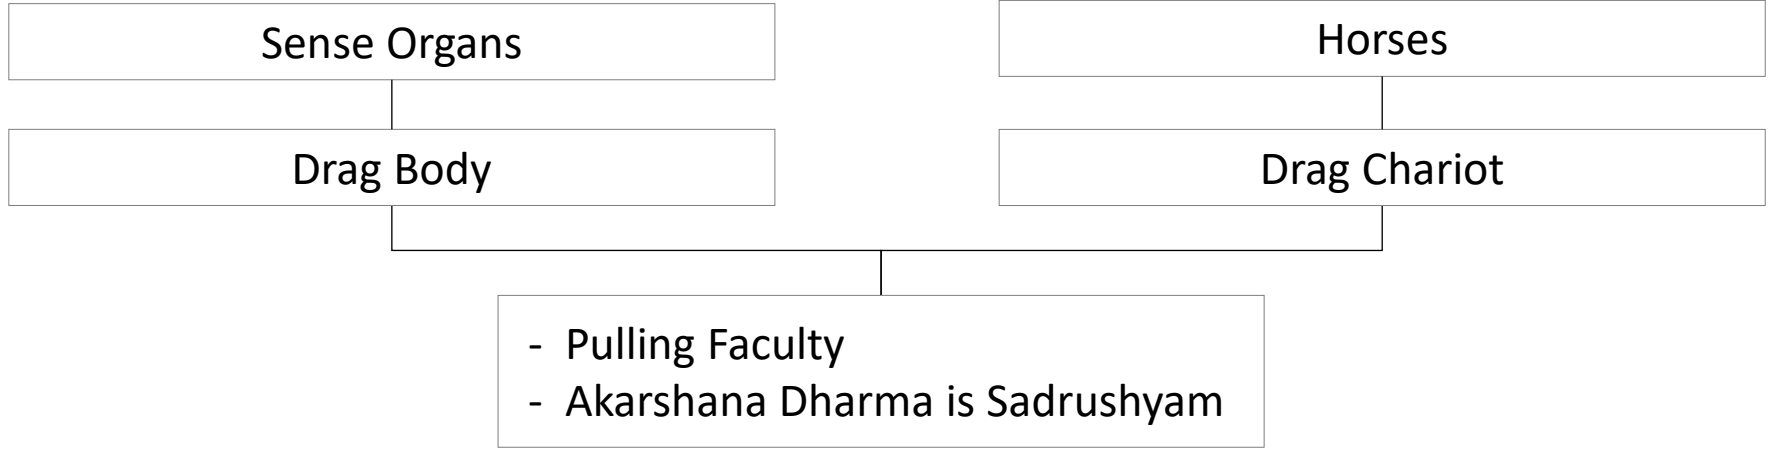 Sense Organs
Horses
Drag Body
Drag Chariot
- Pulling Faculty
- Akarshana Dharma is Sadrushyam